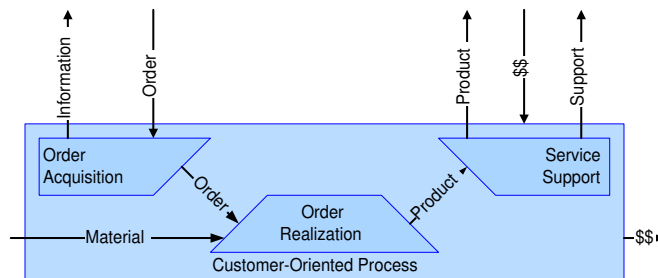 Information
Order
Product
$$
Support
Order
Acquisition
Service
Support
Order
Product
Order
Realization
Material
$$
Customer-Oriented Process